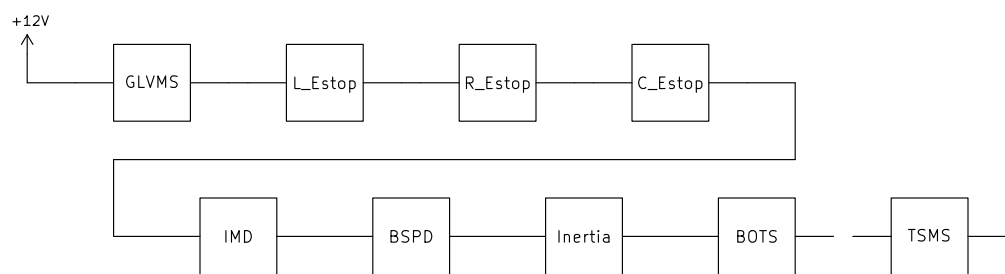 +12V
GLVMS
L_Estop
R_Estop
C_Estop
IMD
BSPD
Inertia
BOTS
TSMS